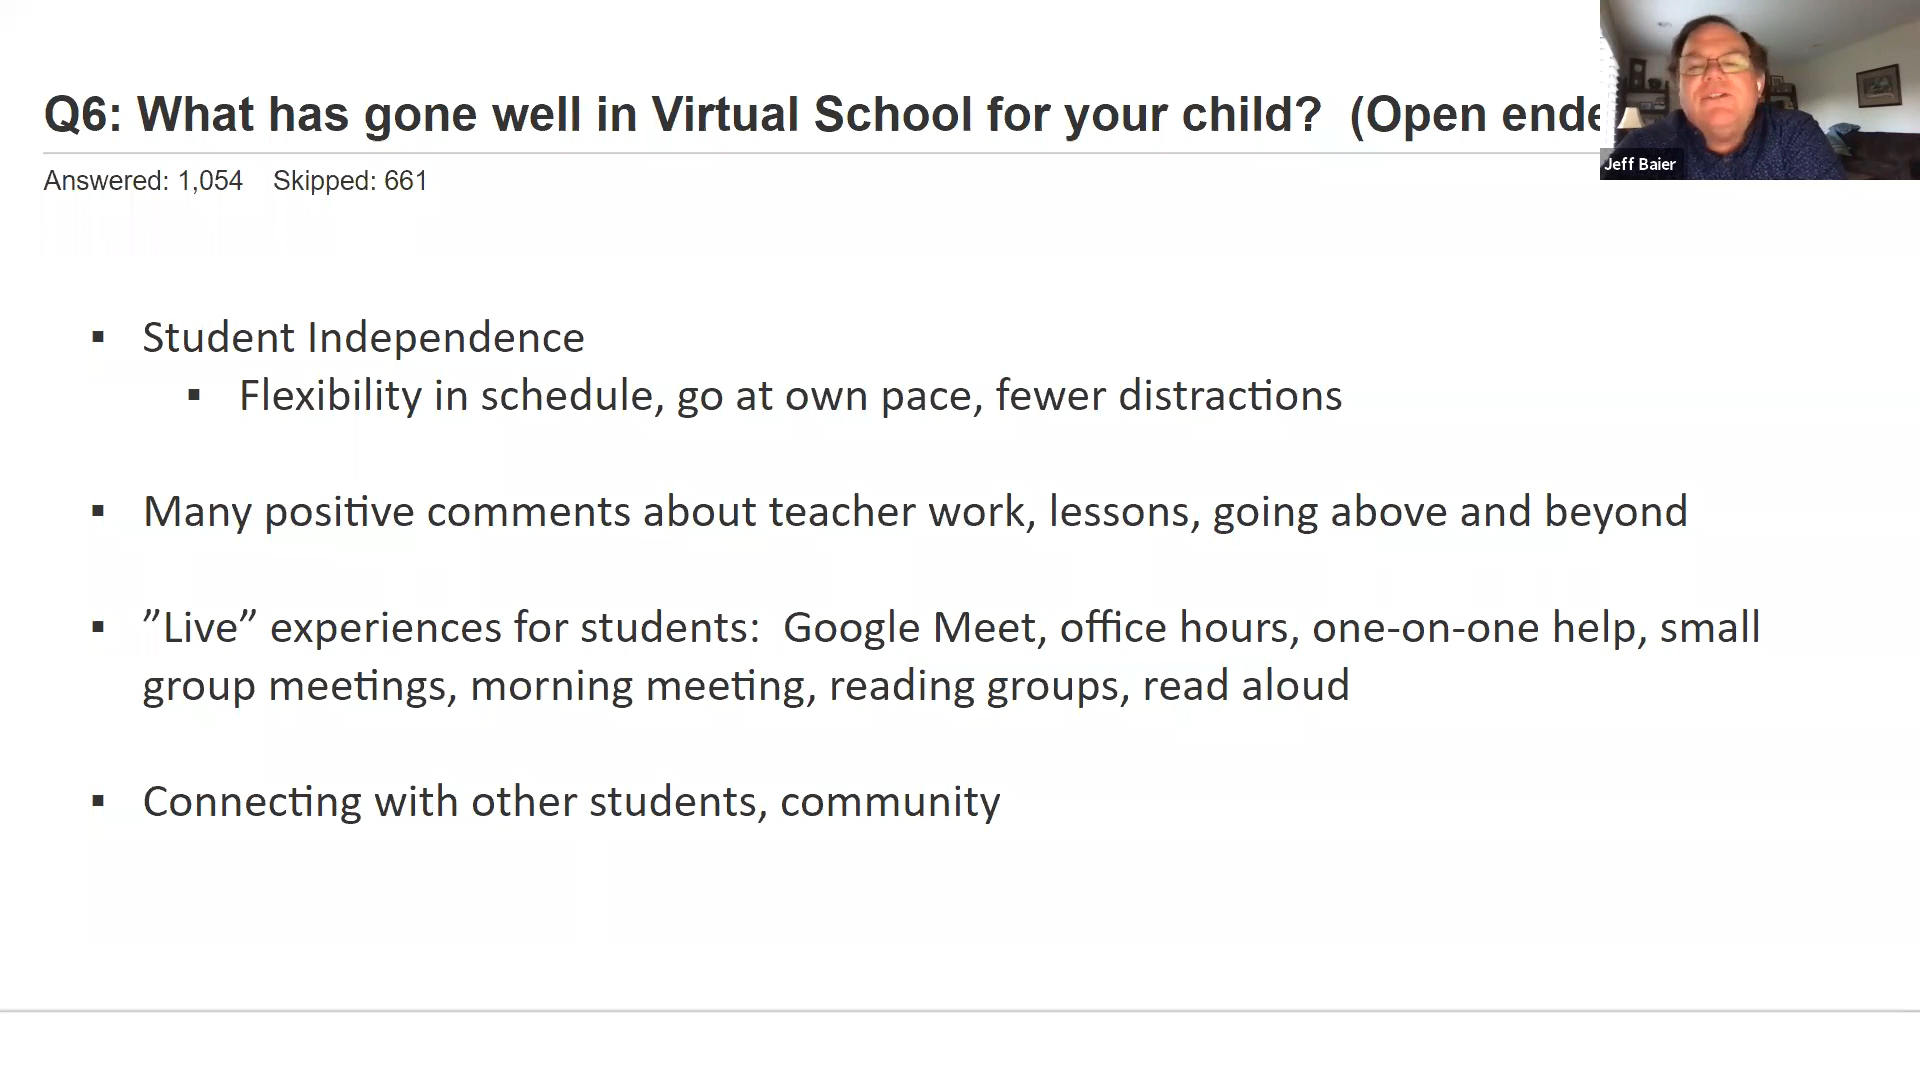 Q6: What has gone well in Virtual School for your child?  (Open ende
Jeff Baier
Answered: 1,054    Skipped: 661
▪ Student Independence
▪ Flexibility in schedule, go at own pace, fewer distractions
▪ Many positive comments about teacher work, lessons, going above and beyond
▪ ”Live” experiences for students:  Google Meet, office hours, one-on-one help, small
group meetings, morning meeting, reading groups, read aloud
▪ Connecting with other students, community